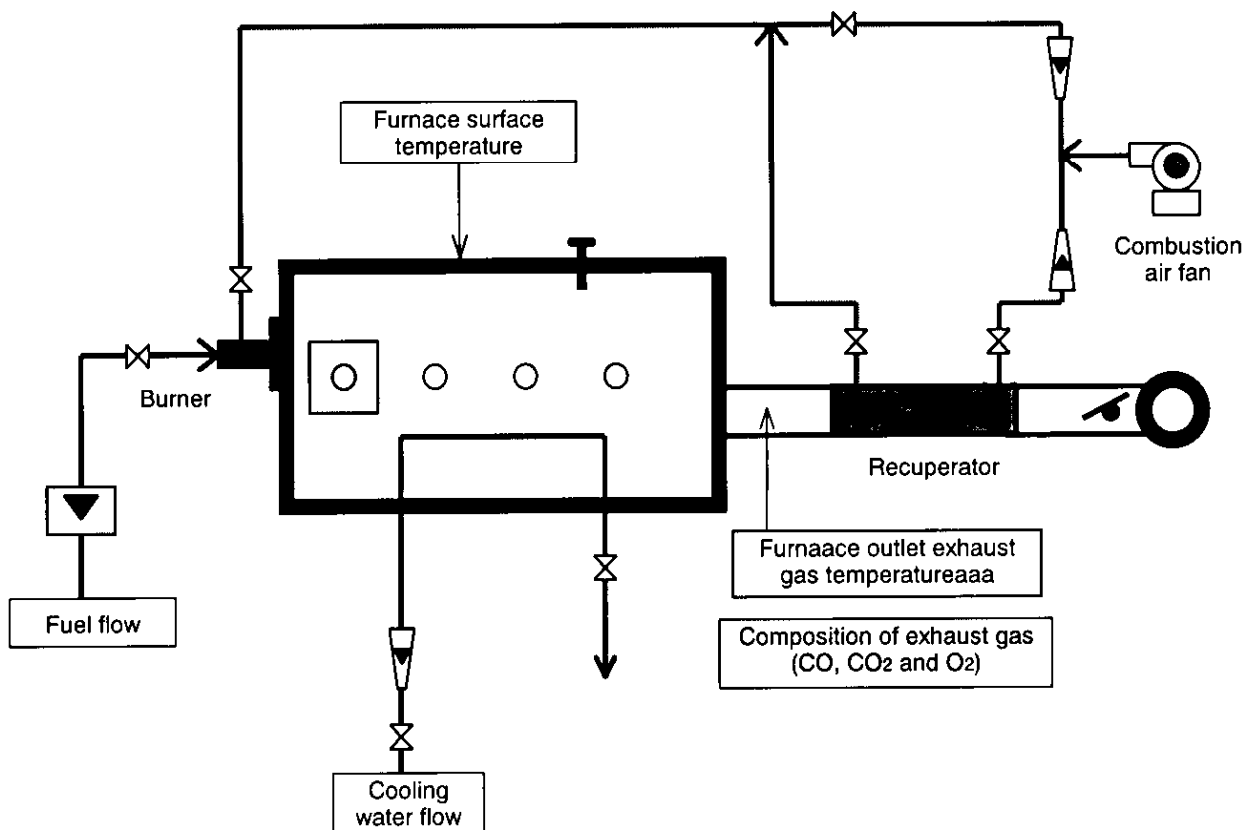 Furnace surface
temperature
Combustion
air fan
Burner
Recuperator
Furnaace outlet exhaust
gas temperatureaaa
Fuel flow
Composition of exhaust gas
(CO, CO2 and O2)
Cooling
water flow